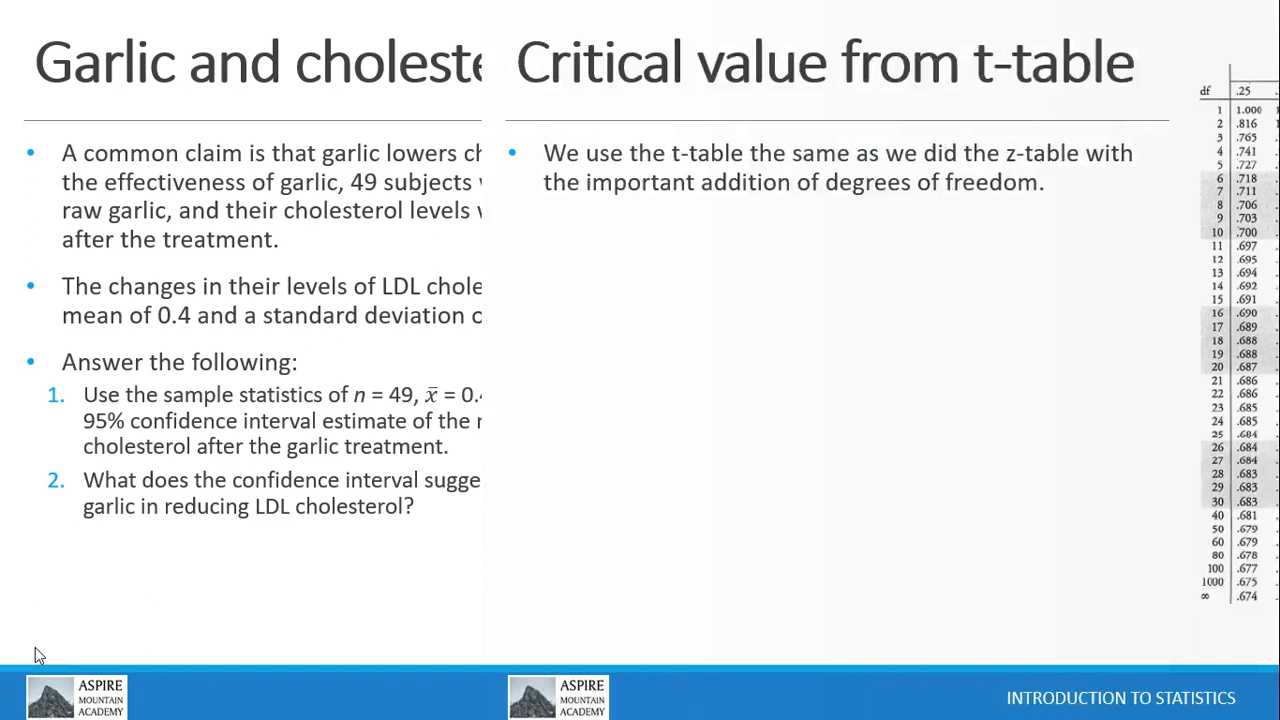 Garlic and choleste
A common claim is that garlic lowers ch
the effectiveness of garlic, 49 subjects
raw garlic, and their cholesterol levels
after the treatment.
The changes in their levels of LDL chole
mean of 0.4 and a standard deviation
Answer the following:
1. Use the sample statistics of n = 49, x̄ = 0.4
95% confidence interval estimate of the
cholesterol after the garlic treatment.
2. What does the confidence interval sugge
garlic in reducing LDL cholesterol?
ASPIRE
MOUNTAIN
ACADEMY
Critical value from t-table
We use the t-table the same as we did the z-table with
the important addition of degrees of freedom.
df .25
1 1.000
2 .816
3 .765
4 .741
5 .727
6 .718
7 .711
8 .706
9 .703
10 .700
11 .697
12 .695
13 .694
14 .692
15 .691
16 .690
17 .689
18 .688
19 .688
20 .687
21 .686
22 .686
23 .685
24 .685
25 .684
26 .684
27 .684
28 .683
29 .683
30 .683
40 .681
50 .679
60 .679
80 .678
100 .677
1000 .675
∞ .674
ASPIRE
MOUNTAIN
ACADEMY
INTRODUCTION TO STATISTICS